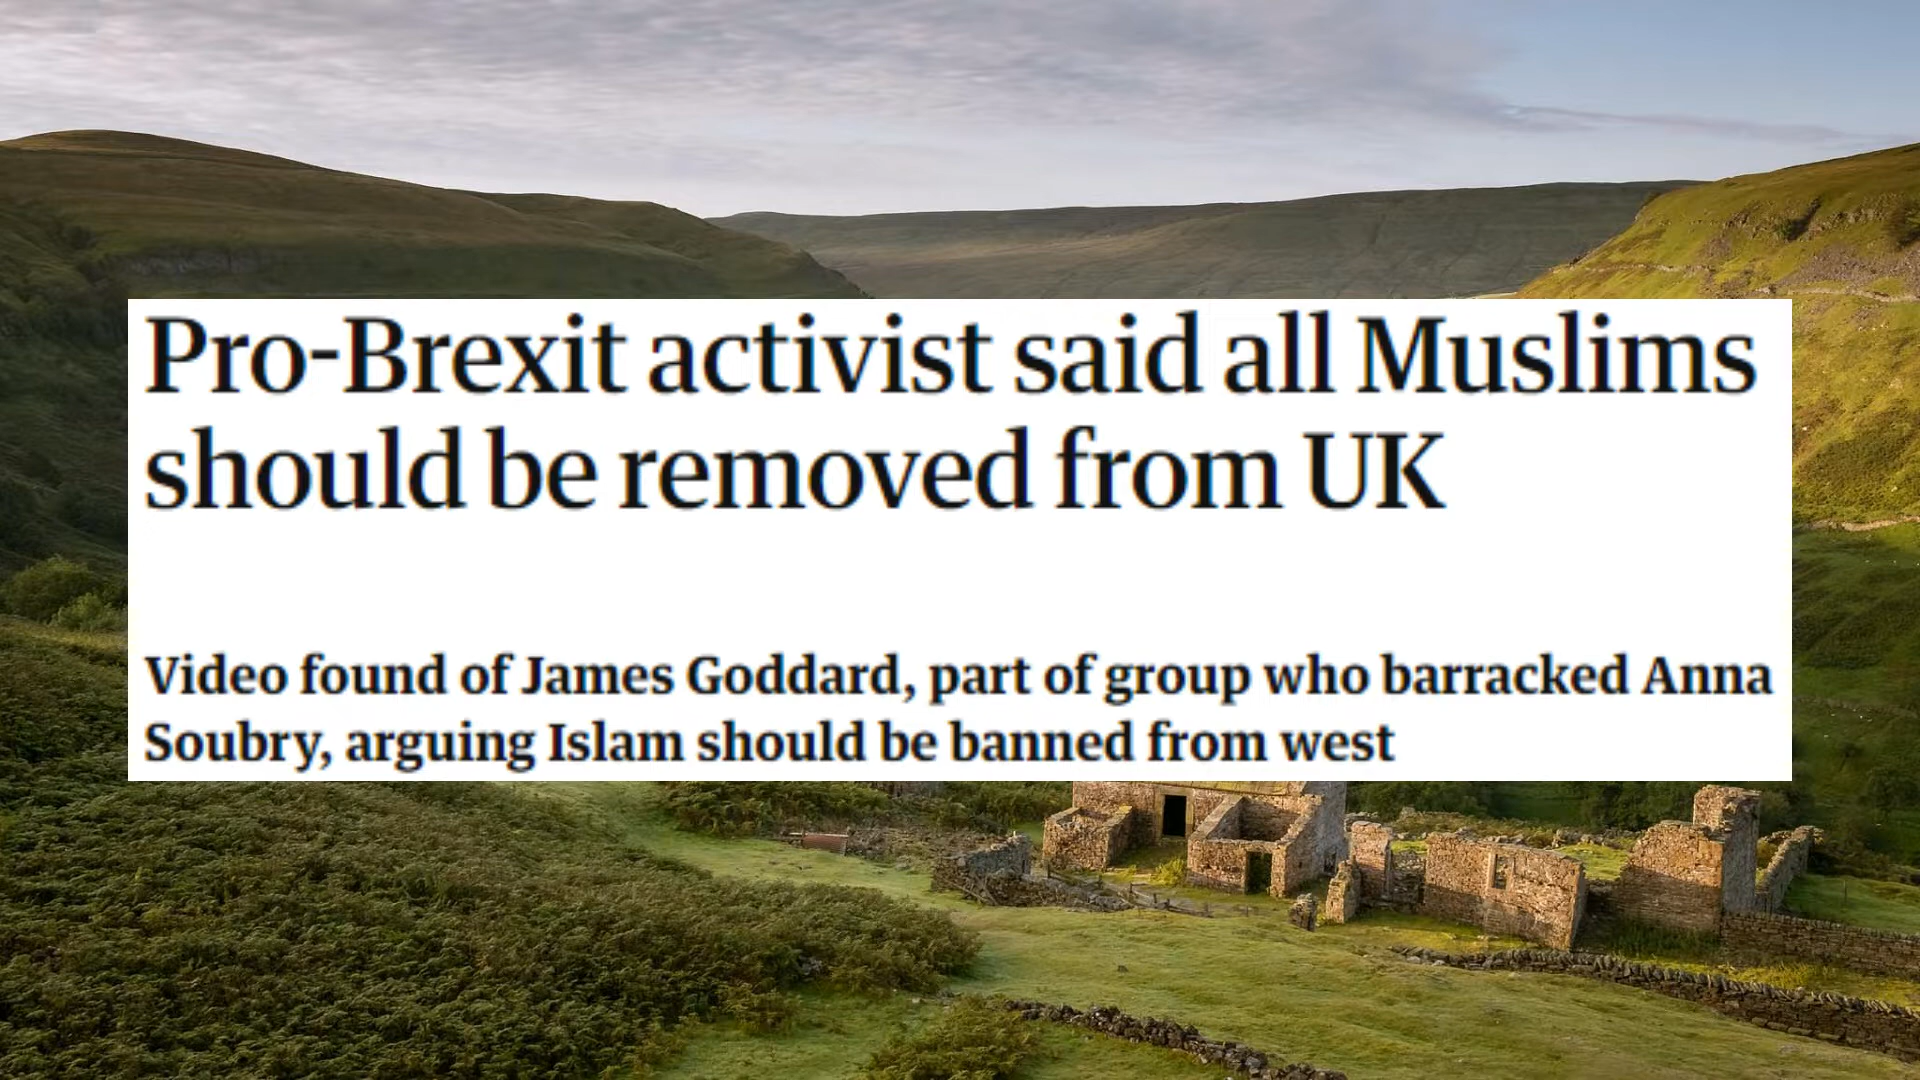 Pro-Brexit activist said all Muslims
should be removed from UK
Video found of James Goddard, part of group who barracked Anna
Soubry, arguing Islam should be banned from west